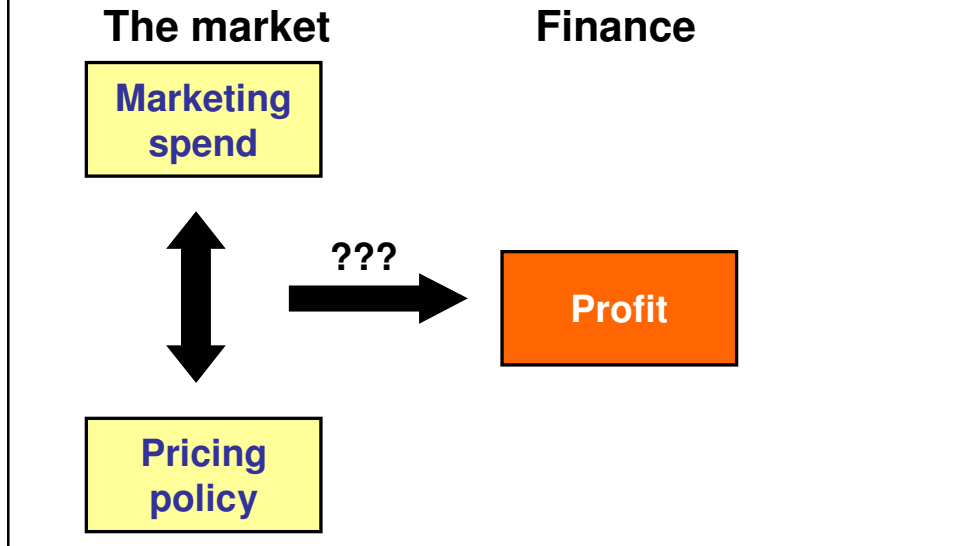 The market
Finance
Marketing
spend
???
Profit
Pricing
policy